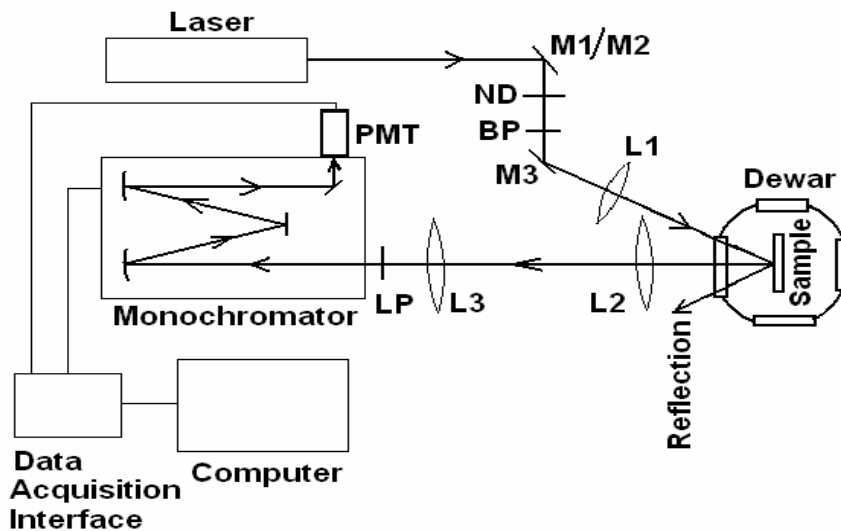 Laser
M1/M2
ND
BP
PMT
M3
L1
Dewar
Sample
LP
L3
L2
Monochromator
Reflection
Computer
Data
Acquisition
Interface